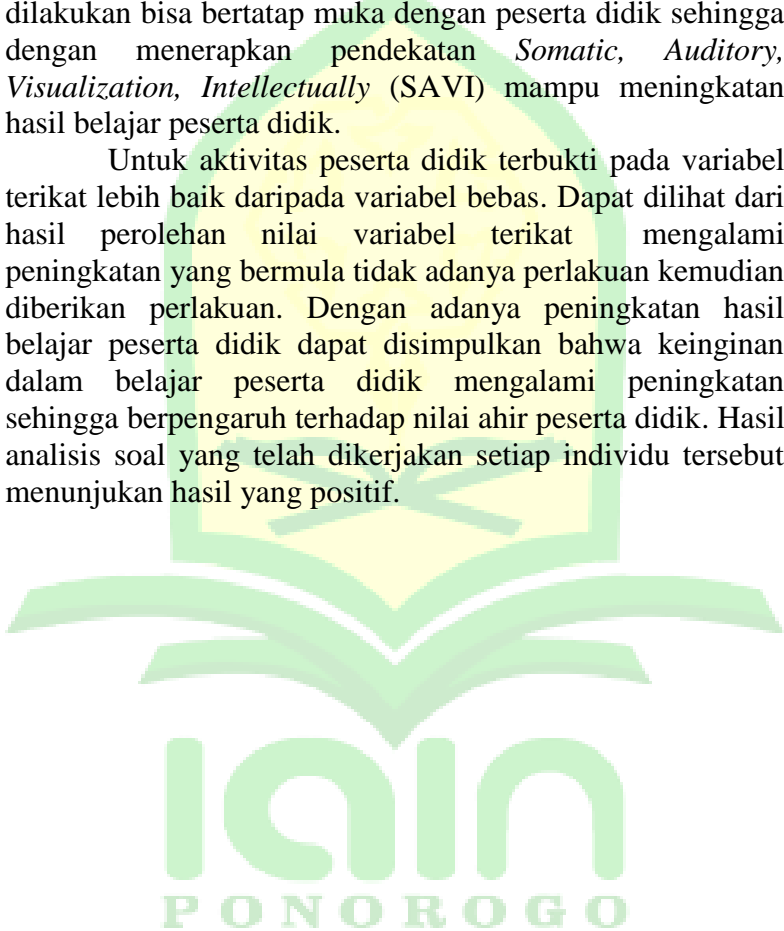 dilakukan bisa bertatap muka dengan peserta didik sehingga
dengan menerapkan pendekatan Somatic, Auditory,
Visualization, Intellectually (SAVI) mampu meningkatan
hasil belajar peserta didik.
Untuk aktivitas peserta didik terbukti pada variabel
terikat lebih baik daripada variabel bebas. Dapat dilihat dari
hasil perolehan nilai variabel terikat mengalami
peningkatan yang bermula tidak adanya perlakuan kemudian
diberikan perlakuan. Dengan adanya peningkatan hasil
belajar peserta didik dapat disimpulkan bahwa keinginan
dalam belajar peserta didik mengalami peningkatan
sehingga berpengaruh terhadap nilai ahir peserta didik. Hasil
analisis soal yang telah dikerjakan setiap individu tersebut
menunjukan hasil yang positif.
iain
PONOROGO